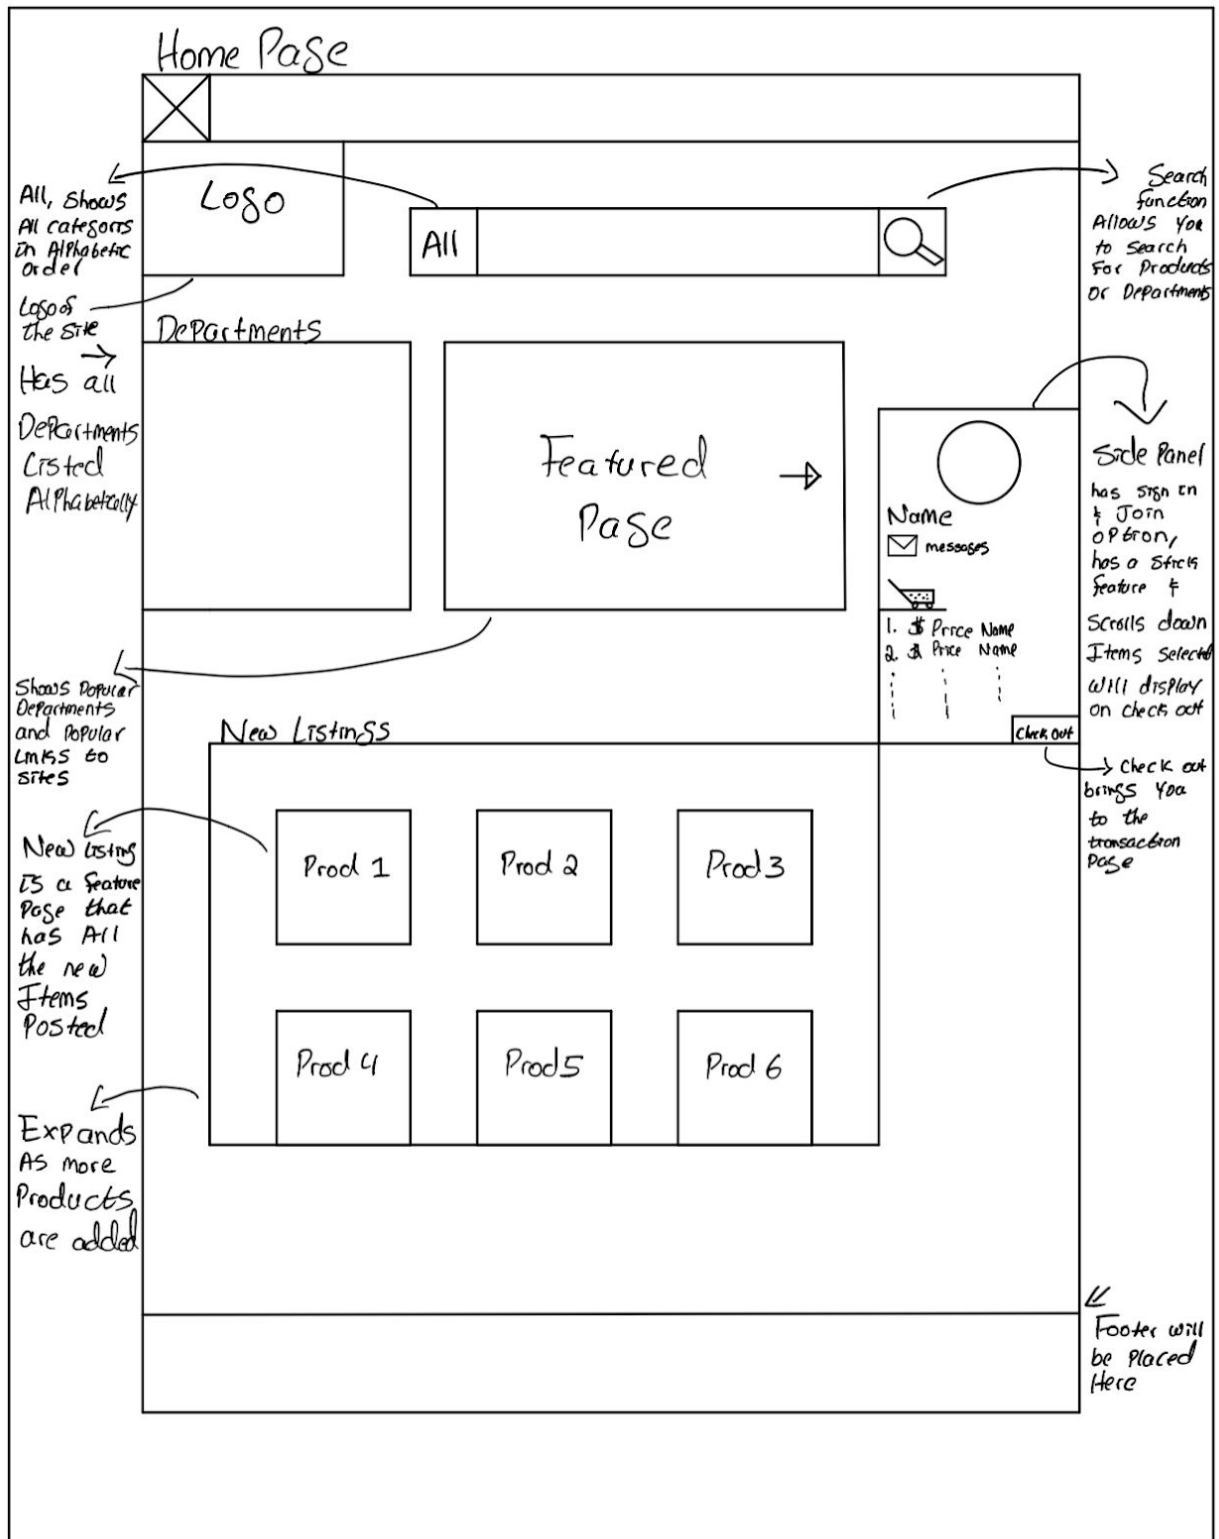 Home Page
Logo
All
All, Shows
All categoris
in Alphabetic
order
Logo of
the site
Search
function
Allows you
to search
For Products
or Departments
Departments
Has all
Departments
Listed
Alphabetically
Featured
Page
Name
messages
1. $ Price Name
2. $ Price Name
Check out
Side Panel
has sign in
& Join
option,
has a
feature &
scrolls down
Items selected
will display
on check out
Check out
brings you
to the
transaction
Page
Shows Popular
Departments
and Popular
Links to
sites
New Listings
Prod 1
Prod 2
Prod 3
Prod 4
Prod 5
Prod 6
New Listing
is a feature
Page that
has All
the new
Items
Posted
Expands
As more
Products
are added
Footer will
be placed
Here